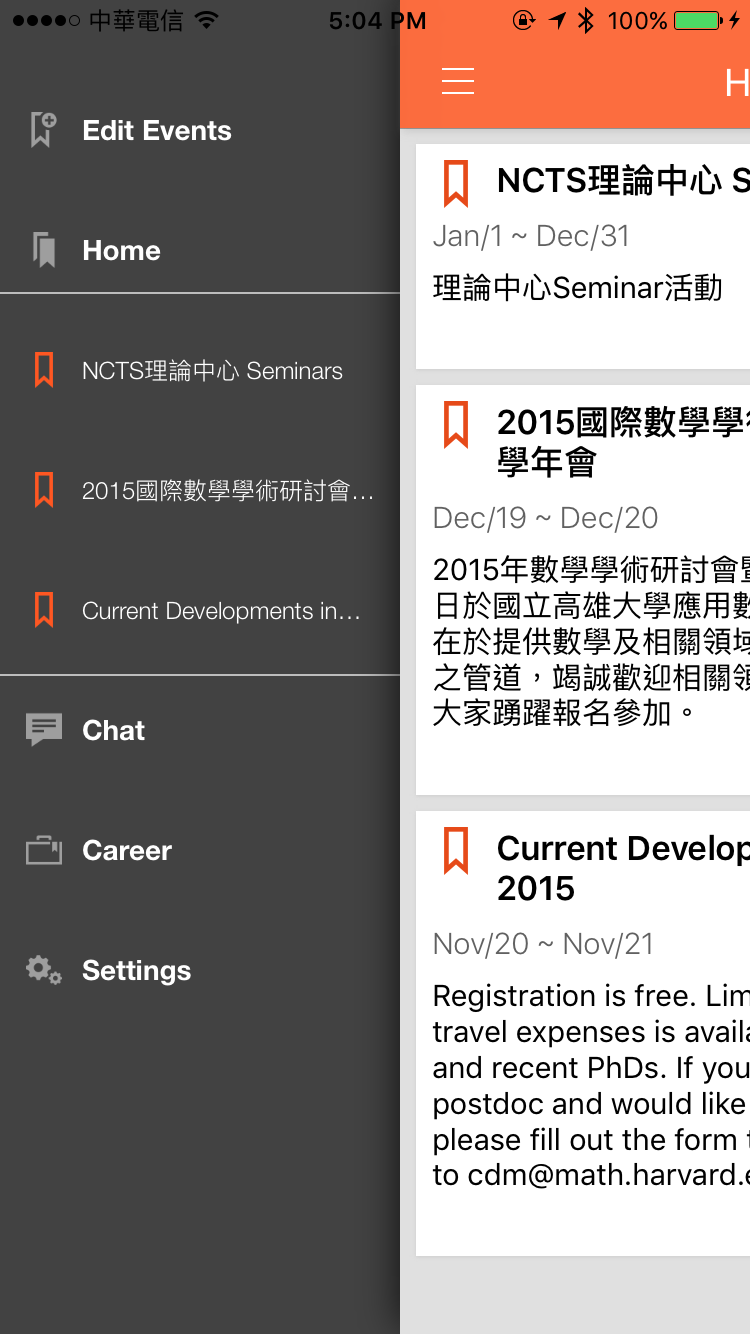 中華電信 5:04 PM 100%
Edit Events
Home
NCTS理論中心 Seminars
2015國際數學學術研討會…
Current Developments in…
Chat
Career
Settings
H
NCTS理論中心 S
Jan/1 ~ Dec/31
理論中心Seminar活動
2015國際數學學術
學年會
Dec/19 ~ Dec/20
2015年數學學術研討會暨
日於國立高雄大學應用數
在於提供數學及相關領域
之管道，竭誠歡迎相關領
大家踴躍報名參加。
Current Develop
2015
Nov/20 ~ Nov/21
Registration is free. Lim
travel expenses is availa
and recent PhDs. If you
postdoc and would like
please fill out the form t
to cdm@math.harvard.e